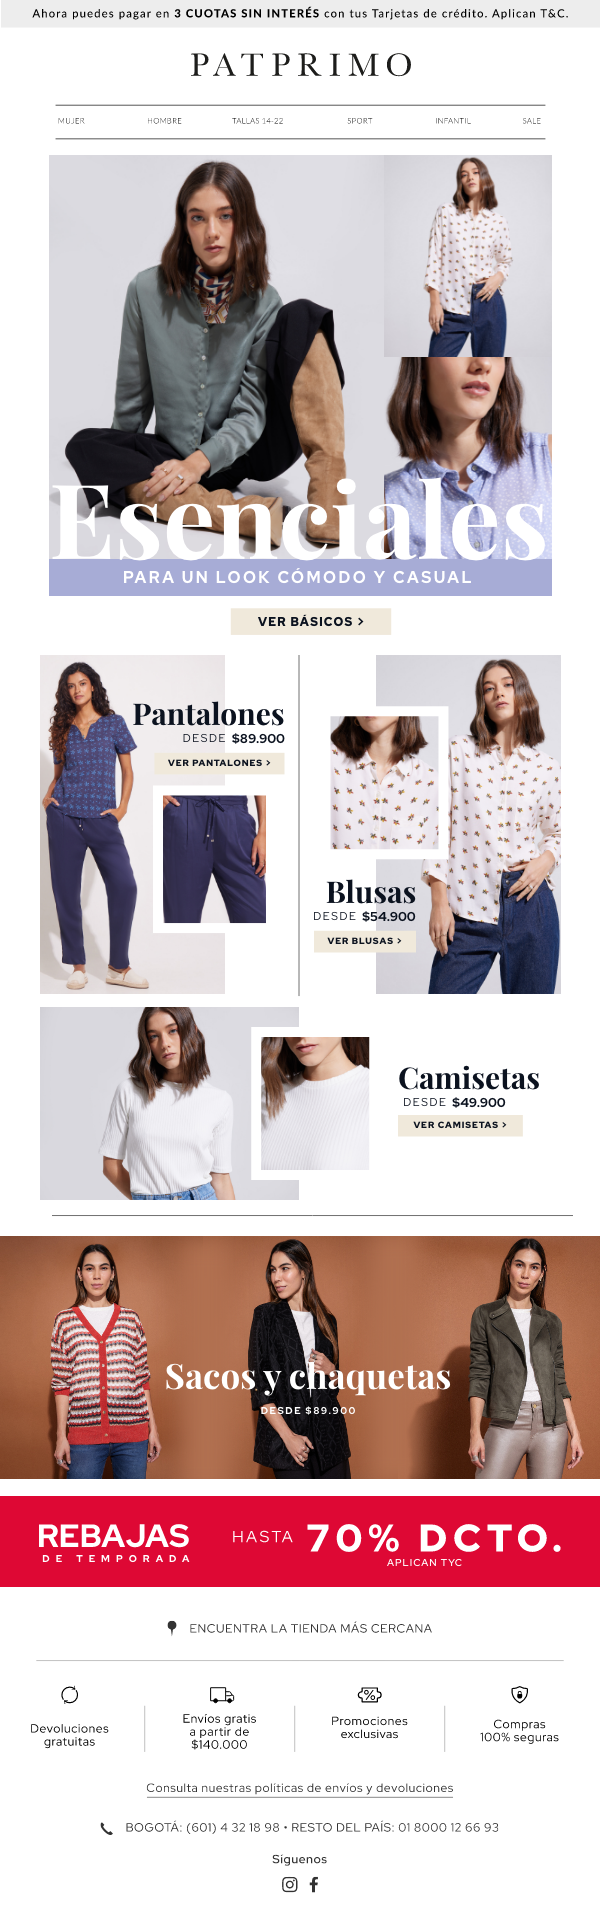 Ahora puedes pagar en 3 CUOTAS SIN INTERÉS con tus Tarjetas de crédito. Aplican T&C.
PATPRIMO
MUJER HOMBRE TALLAS 14-22 SPORT INFANTIL SALE
Esenciales
PARA UN LOOK CÓMODO Y CASUAL
VER BÁSICOS >
Pantalones
DESDE $89.900
VER PANTALONES >
Blusas
DESDE $54.900
VER BLUSAS >
Camisetas
DESDE $49.900
VER CAMISETAS >
Sacos y chaquetas
DESDE $89.900
REBAJAS
DE TEMPORADA
HASTA 70% DCTO.
APLICAN TYC
ENCUENTRA LA TIENDA MÁS CERCANA
Devoluciones
gratuitas
Envíos gratis
a partir de
$140.000
Promociones
exclusivas
Compras
100% seguras
Consulta nuestras políticas de envíos y devoluciones
BOGOTÁ: (601) 4 32 18 98 • RESTO DEL PAÍS: 01 8000 12 66 93
Siguenos